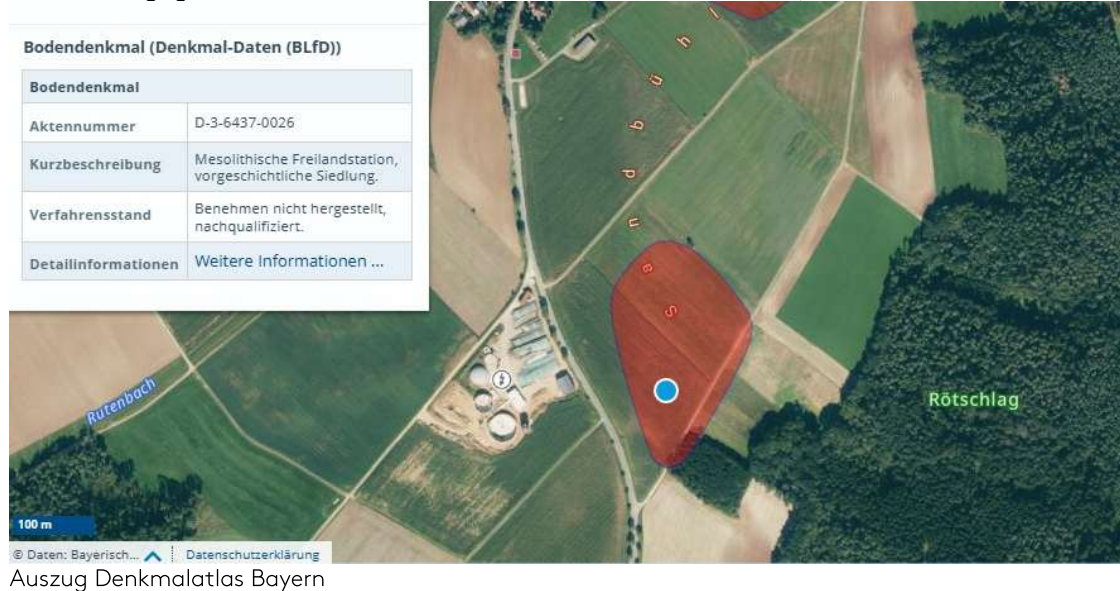 Bodendenkmal (Denkmal-Daten (BLfD))
Bodendenkmal
Aktennummer D-3-6437-0026
Kurzbeschreibung Mesolithische Freilandstation,
vorgeschichtliche Siedlung.
Verfahrensstand Benehmen nicht hergestellt,
nachqualifiziert.
Detailinformationen Weitere Informationen ...
Sandbühl
Rutenbach
Rötschlag
100 m
© Daten: Bayerisch... Datenschutzerklärung
Auszug Denkmalatlas Bayern